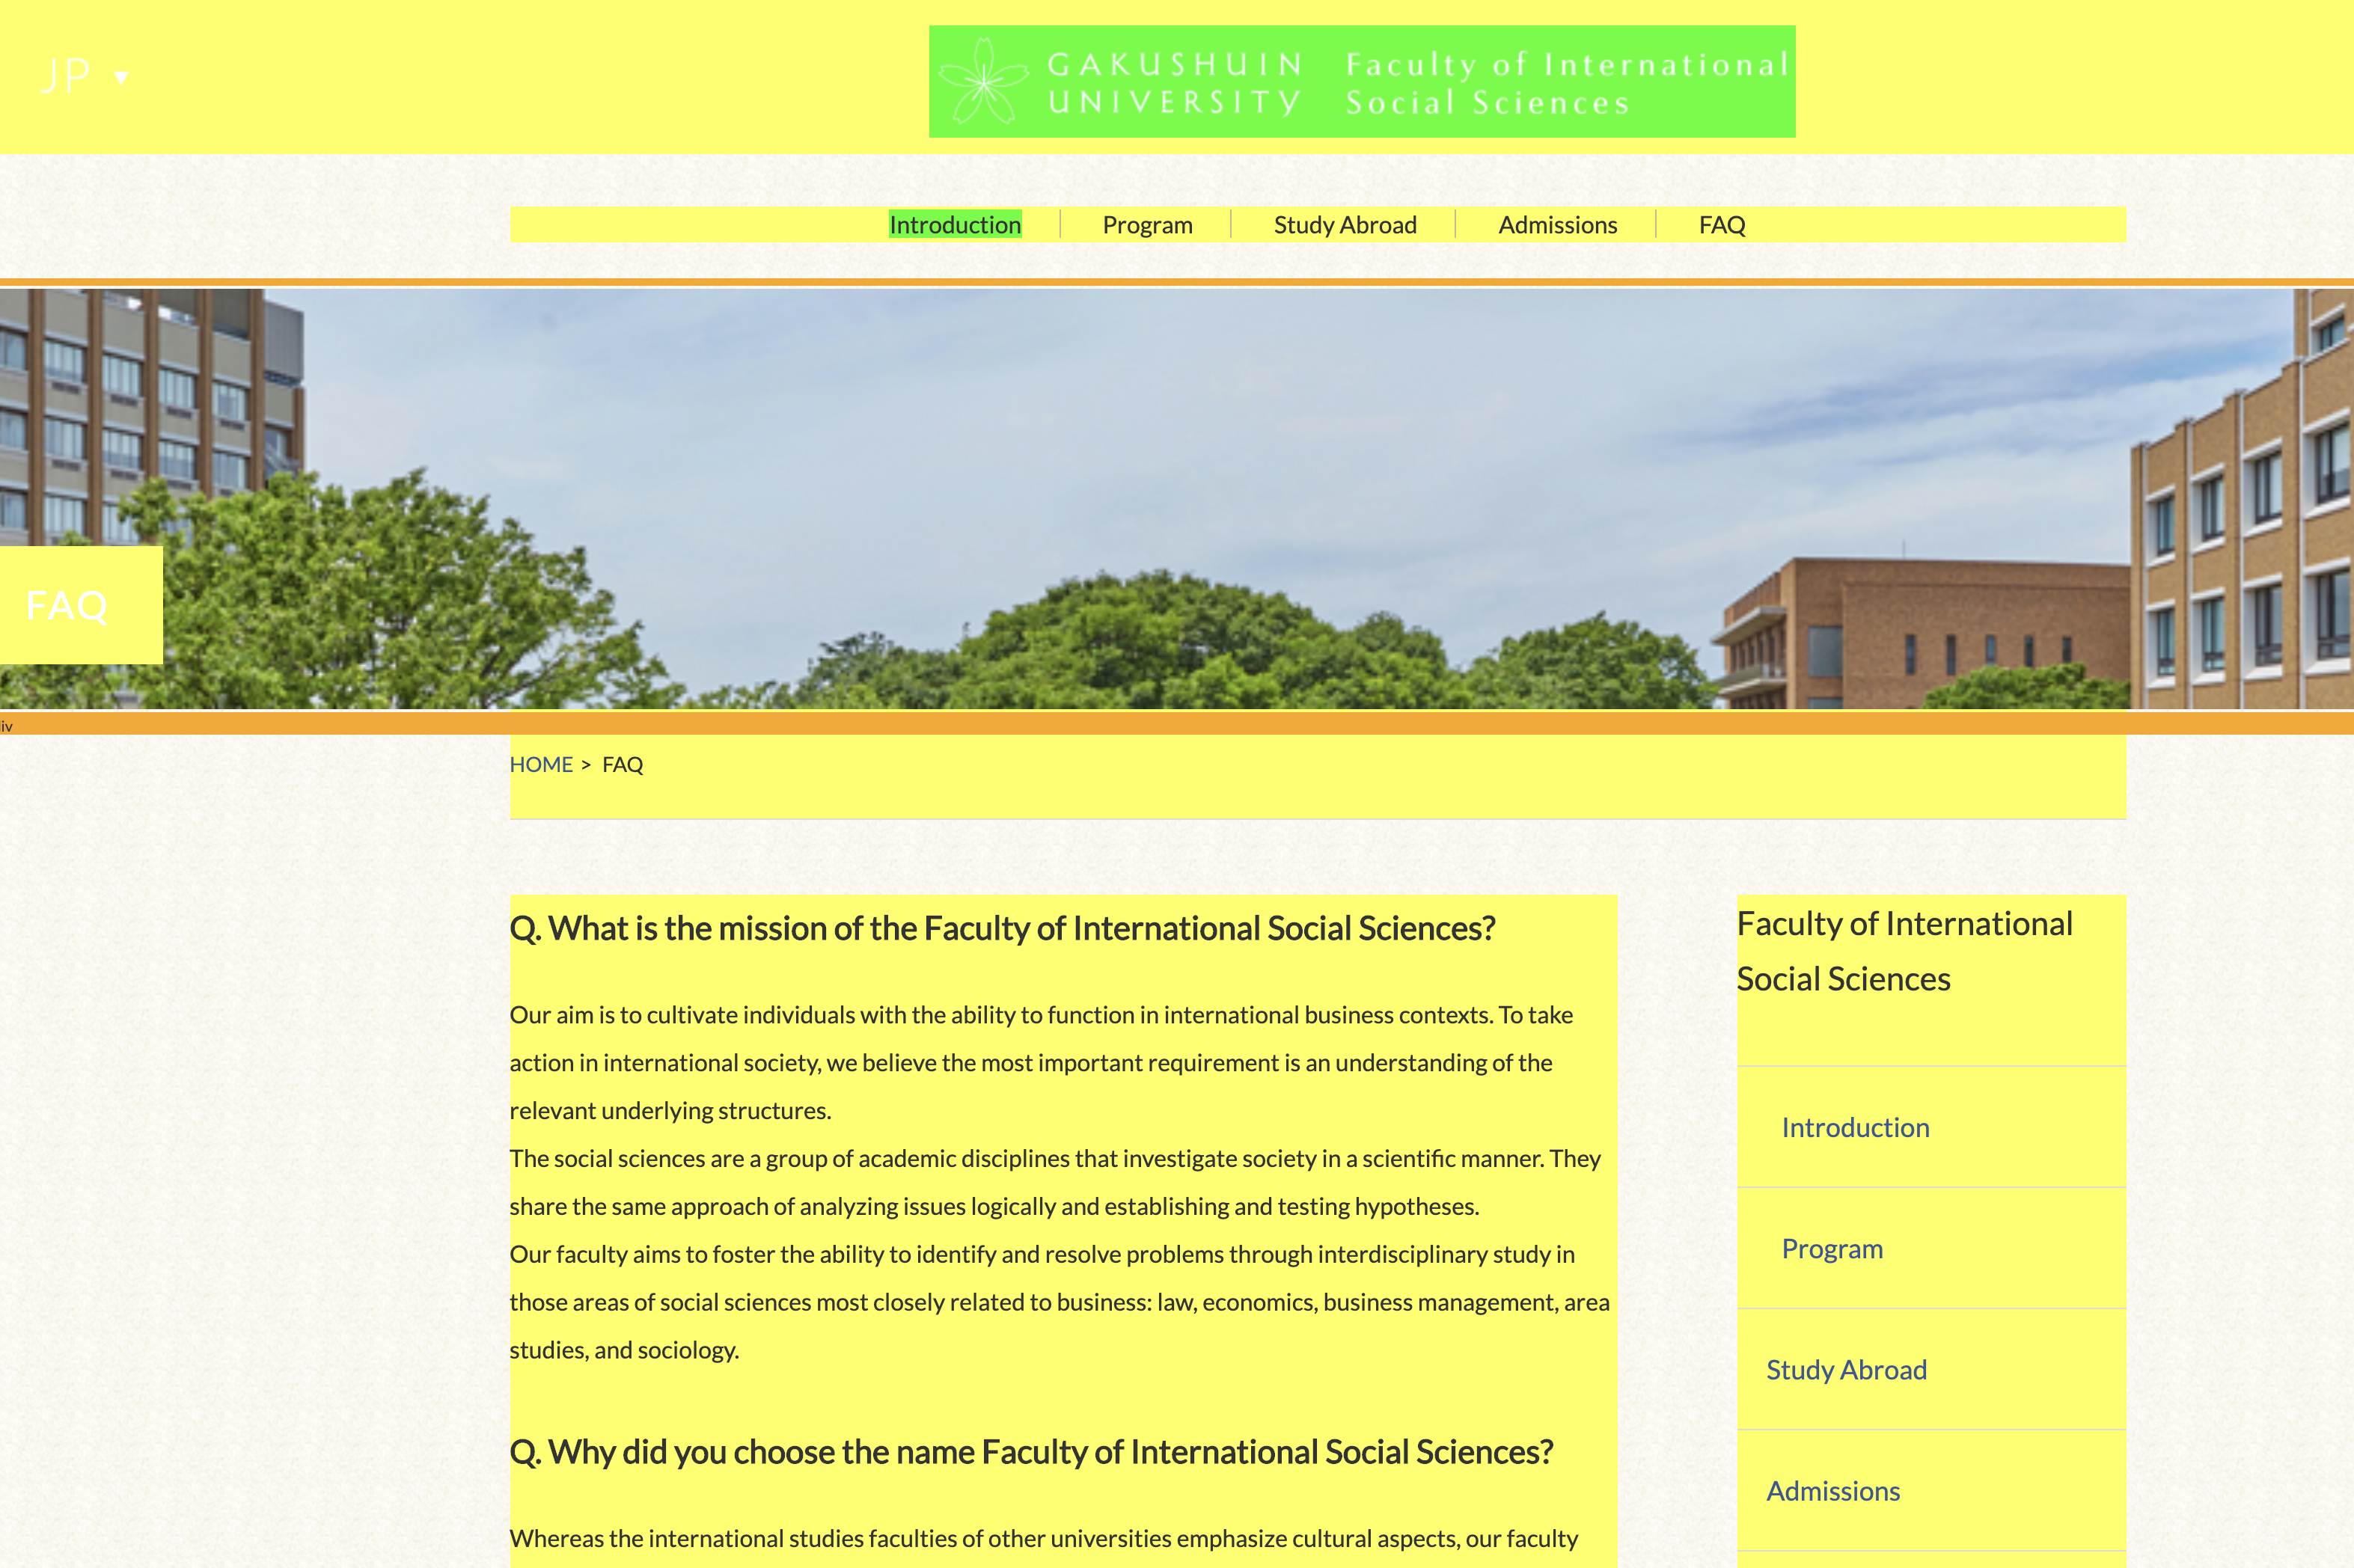 JP ▼
GAKUSHUIN UNIVERSITY
Faculty of International Social Sciences
Introduction
Program
Study Abroad
Admissions
FAQ
FAQ
iv
HOME > FAQ
Q. What is the mission of the Faculty of International Social Sciences?
Our aim is to cultivate individuals with the ability to function in international business contexts. To take
action in international society, we believe the most important requirement is an understanding of the
relevant underlying structures.
The social sciences are a group of academic disciplines that investigate society in a scientific manner. They
share the same approach of analyzing issues logically and establishing and testing hypotheses.
Our faculty aims to foster the ability to identify and resolve problems through interdisciplinary study in
those areas of social sciences most closely related to business: law, economics, business management, area
studies, and sociology.
Q. Why did you choose the name Faculty of International Social Sciences?
Whereas the international studies faculties of other universities emphasize cultural aspects, our faculty
Faculty of International
Social Sciences
Introduction
Program
Study Abroad
Admissions